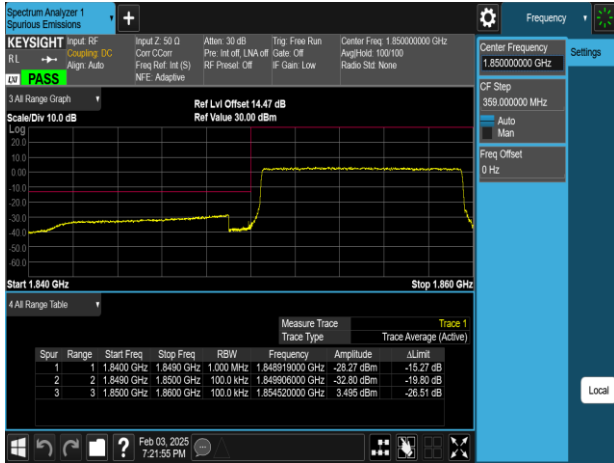 Spectrum Analyzer 1
Spurious Emissions
Frequency
KEYSIGHT
RL
Input: RF
Coupling: DC
Align: Auto
Input Z: 50 Ω
Corr CCorr
Freq Ref: Int (S)
NFE: Adaptive
Atten: 30 dB
Pre: Int off, LNA off
RF Preset: Off
Trig: Free Run
Gate: Off
IF Gain: Low
Center Freq: 1.850000000 GHz
Avg|Hold: 100/100
Radio Std: None
LXI
PASS
Center Frequency
1.850000000 GHz
Settings
CF Step
359.000000 MHz
Auto
Man
Freq Offset
0 Hz
3 All Range Graph
Scale/Div 10.0 dB
Ref Lvl Offset 14.47 dB
Ref Value 30.00 dBm
Log
20.0
10.0
0.00
-10.0
-20.0
-30.0
-40.0
-50.0
-60.0
Start 1.840 GHz
Stop 1.860 GHz
4 All Range Table
Measure Trace Trace 1
Trace Type Trace Average (Active)
Spur Range Start Freq Stop Freq RBW Frequency Amplitude ΔLimit
1 1 1.8400 GHz 1.8490 GHz 1.000 MHz 1.848919000 GHz -28.27 dBm -15.27 dB
2 2 1.8490 GHz 1.8500 GHz 100.0 kHz 1.849906000 GHz -32.80 dBm -19.80 dB
3 3 1.8500 GHz 1.8600 GHz 100.0 kHz 1.854520000 GHz 3.495 dBm -26.51 dB
Local
Feb 03, 2025
7:21:55 PM